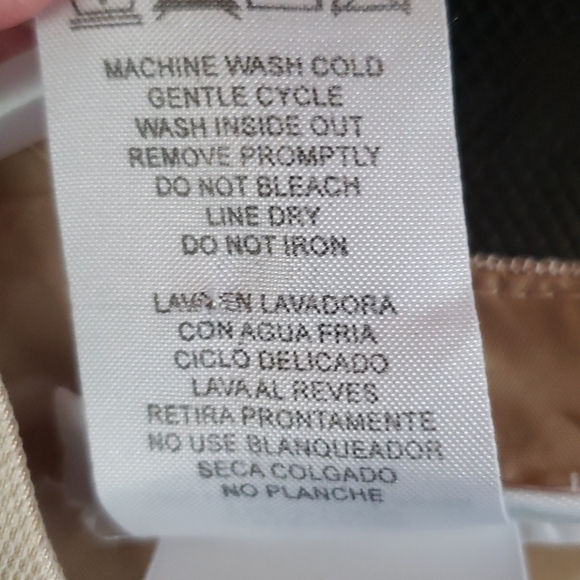 MACHINE WASH COLD
GENTLE CYCLE
WASH INSIDE OUT
REMOVE PROMPTLY
DO NOT BLEACH
LINE DRY
DO NOT IRON
LAVA EN LAVADORA
CON AGUA FRIA
CICLO DELICADO
LAVA AL REVES
RETIRA PRONTAMENTE
NO USE BLANQUEADOR
SECA COLGADO
NO PLANCHE